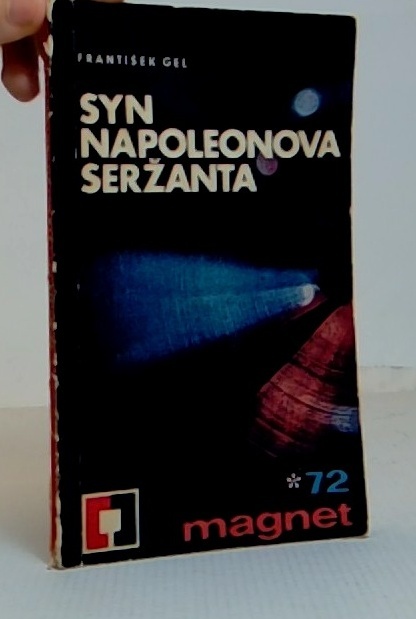 FRANTIŠEK GEL
SYN
NAPOLEONOVA
SERŽANTA
*72
magnet